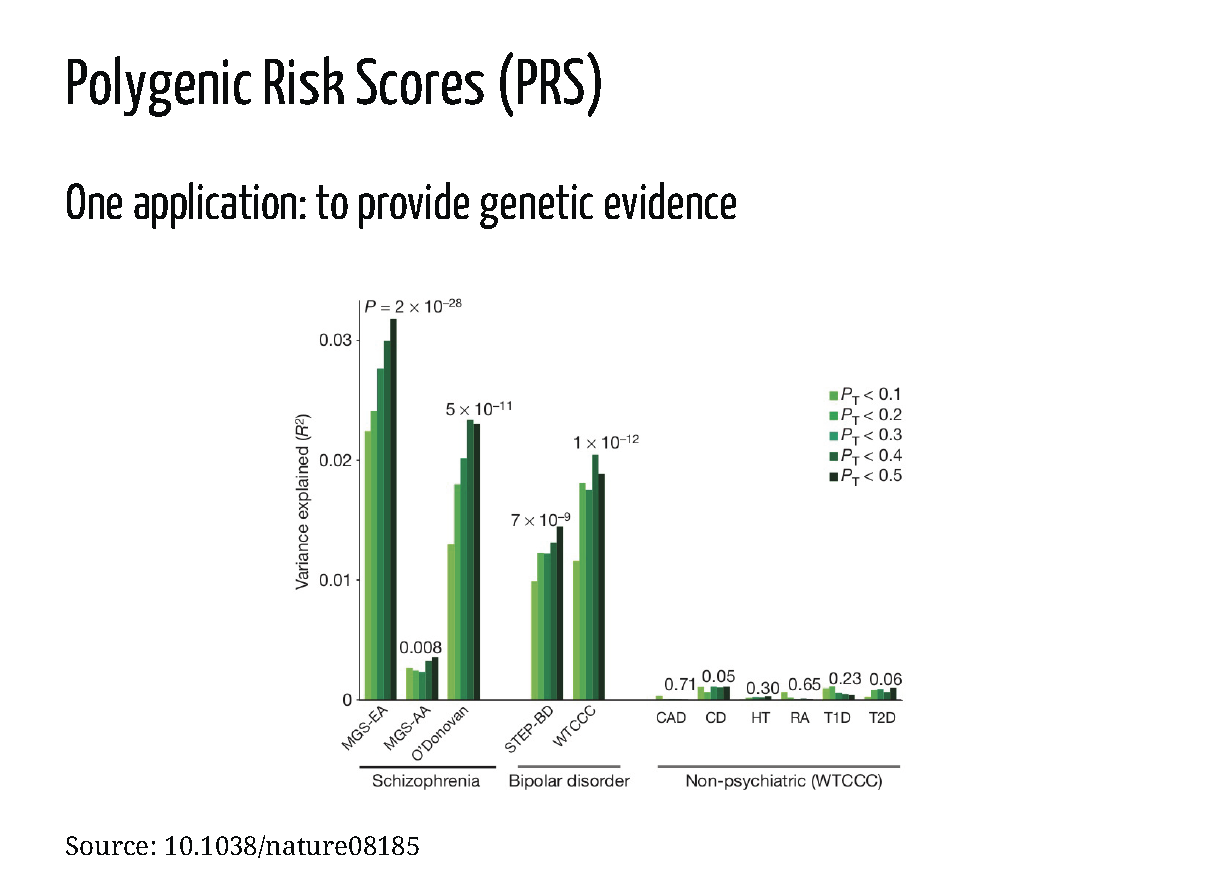 Polygenic Risk Scores (PRS)
One application: to provide genetic evidence
P = 2 × 10⁻²⁸
0.03
0.02
0.01
0
Variance explained (R²)
0.008
5 × 10⁻¹¹
7 × 10⁻⁹
1 × 10⁻¹²
0.71
0.05
0.30
0.65
0.23
0.06
P_T < 0.1
P_T < 0.2
P_T < 0.3
P_T < 0.4
P_T < 0.5
MGS-EA
MGS-AA
O'Donovan
STEP-BD
WTCCC
CAD
CD
HT
RA
T1D
T2D
Schizophrenia
Bipolar disorder
Non-psychiatric (WTCCC)
Source: 10.1038/nature08185